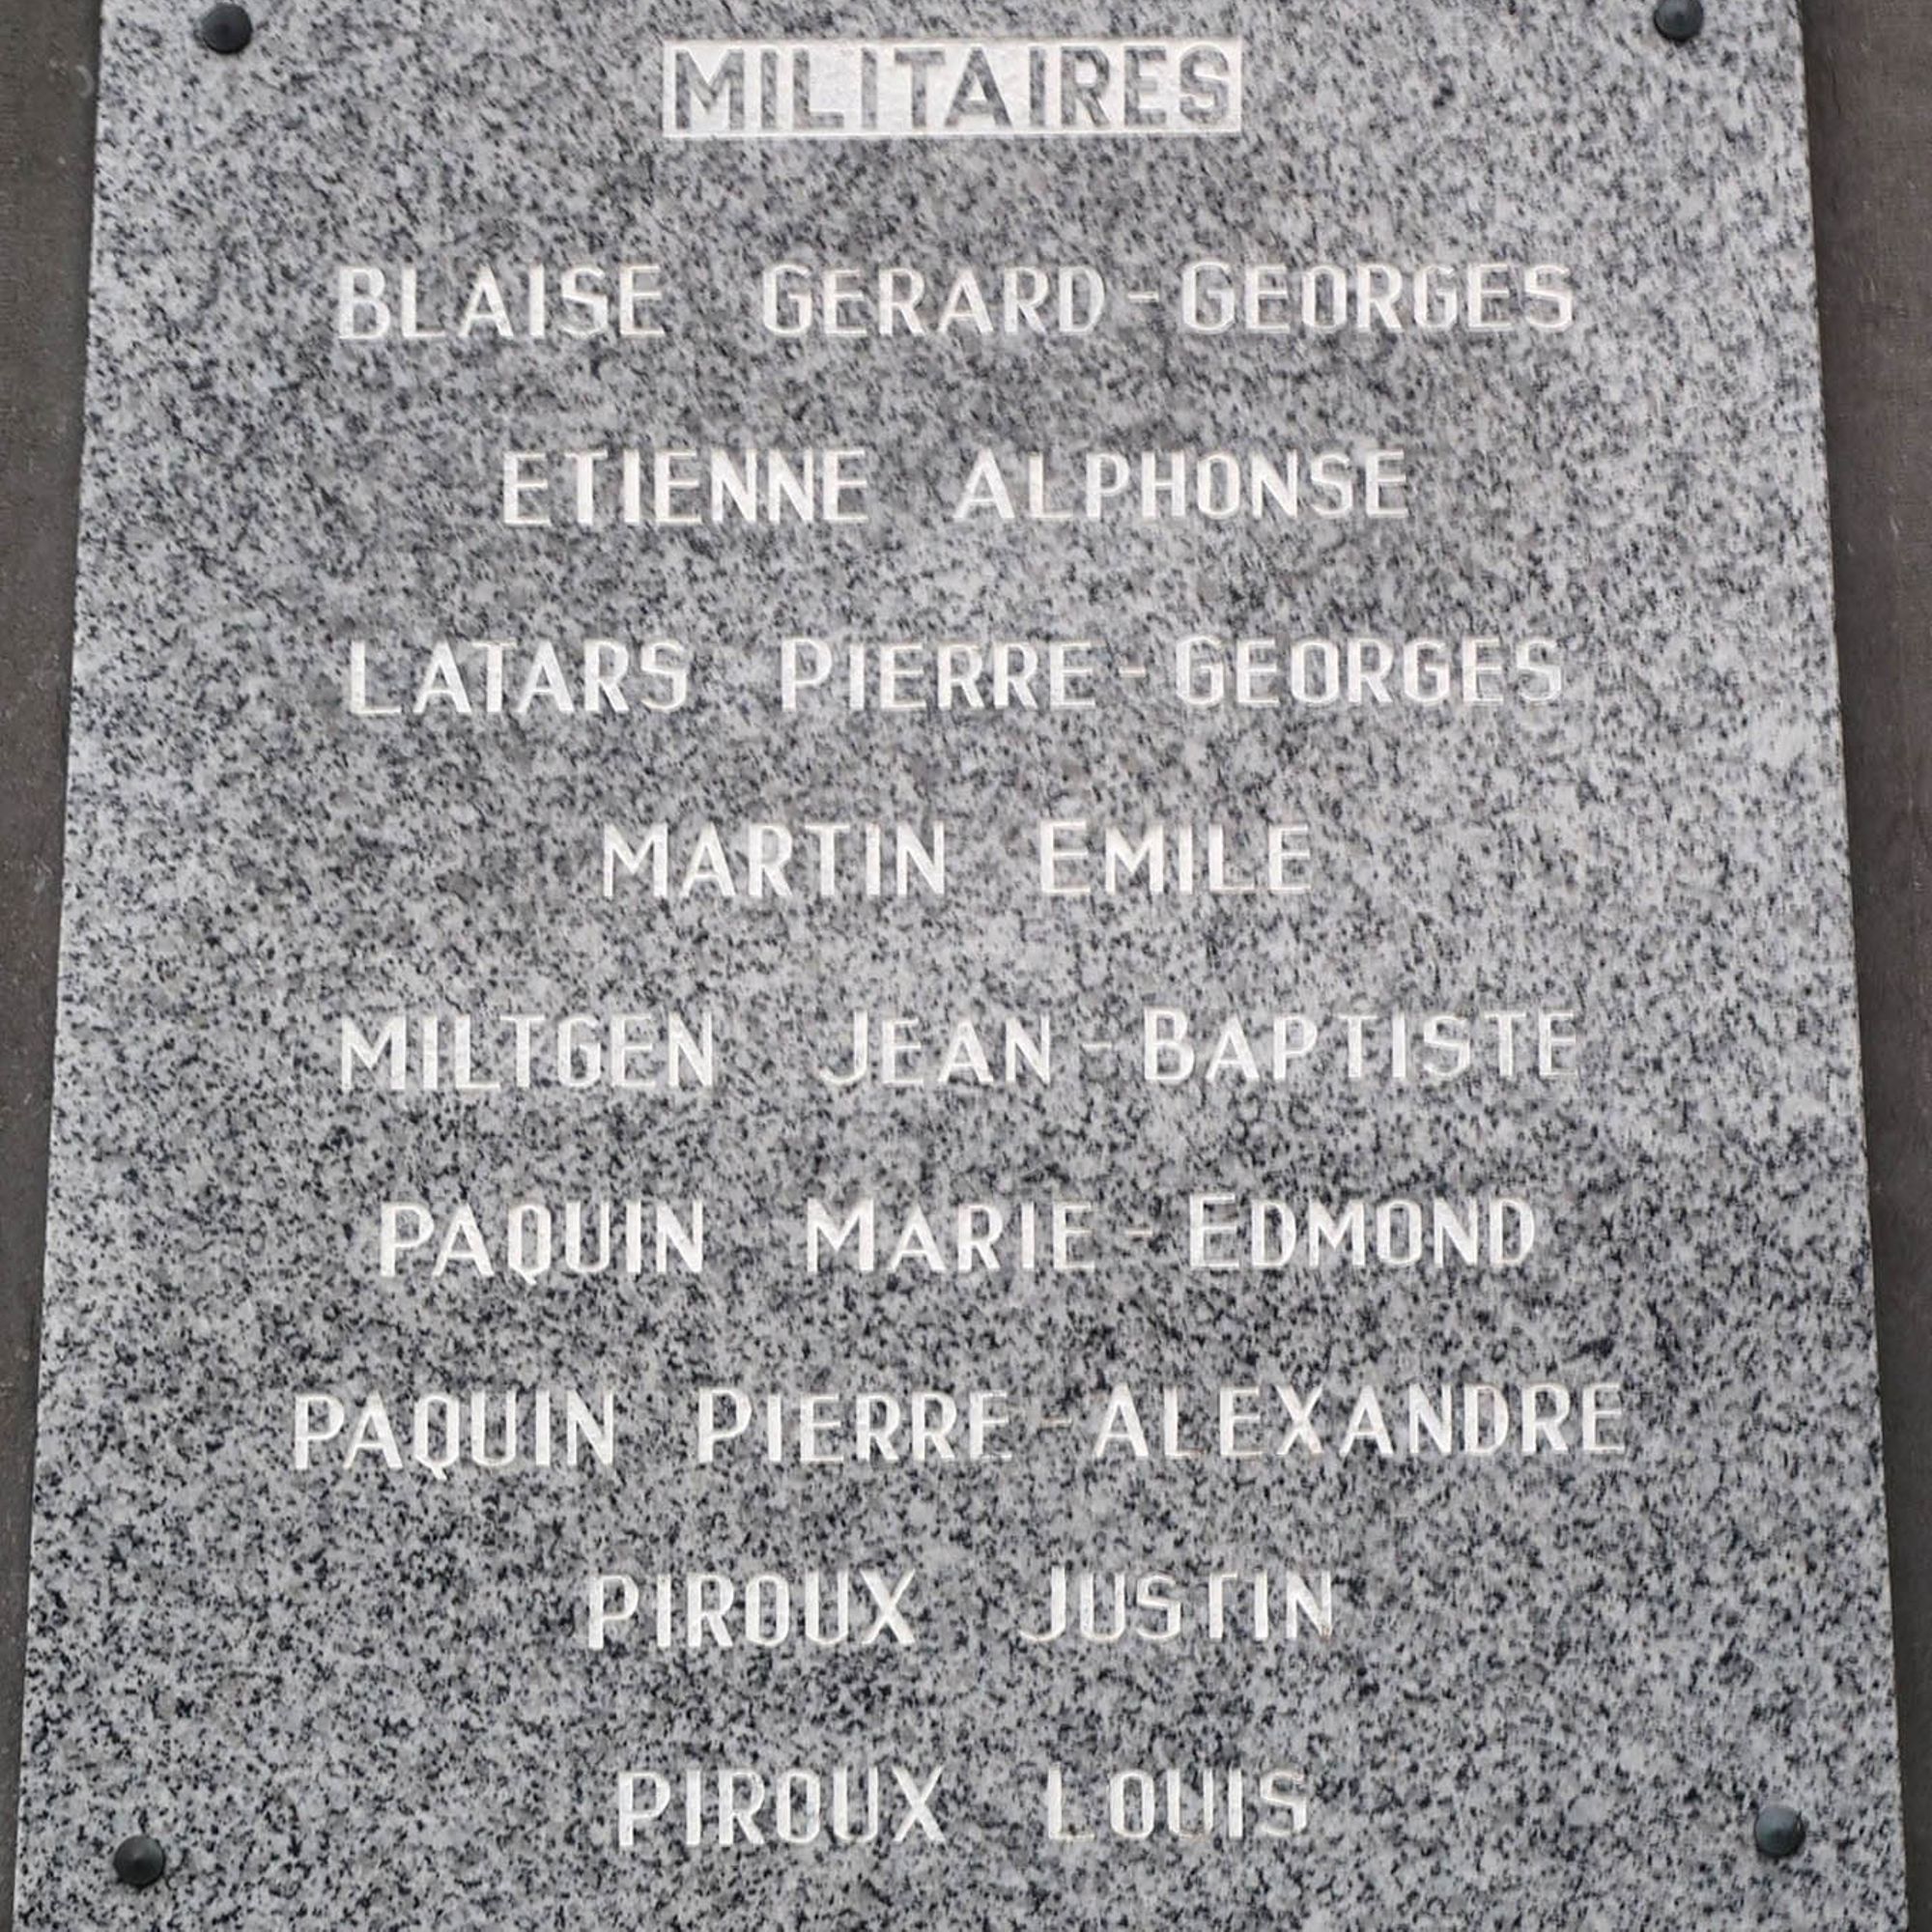 MILITAIRES
BLAISE GERARD-GEORGES
ETIENNE ALPHONSE
LATARS PIERRE-GEORGES
MARTIN EMILE
MILTGEN JEAN-BAPTISTE
PAQUIN MARIE-EDMOND
PAQUIN PIERRE-ALEXANDRE
PIROUX JUSTIN
PIROUX LOUIS